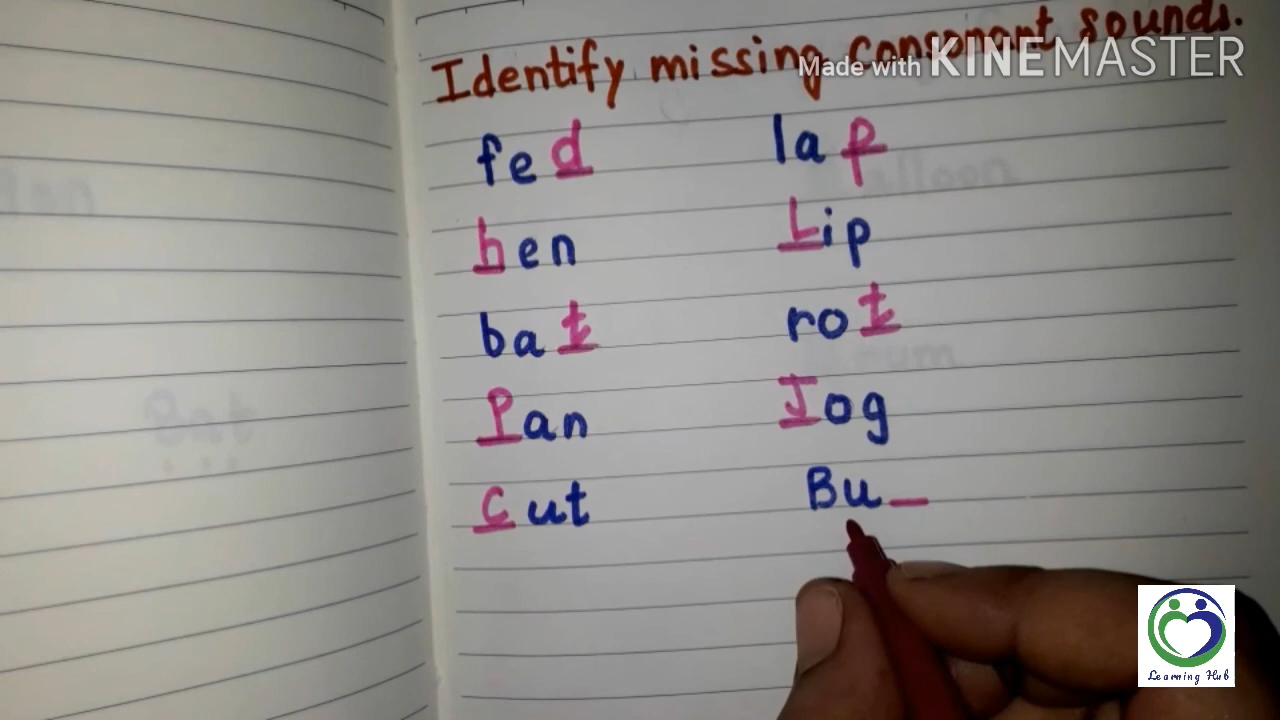 Identify missing consonant sounds.
Made with KINEMASTER
fed lap
hen Lip
bat rot
Pan Jog
cut Bu_
Learning Hub